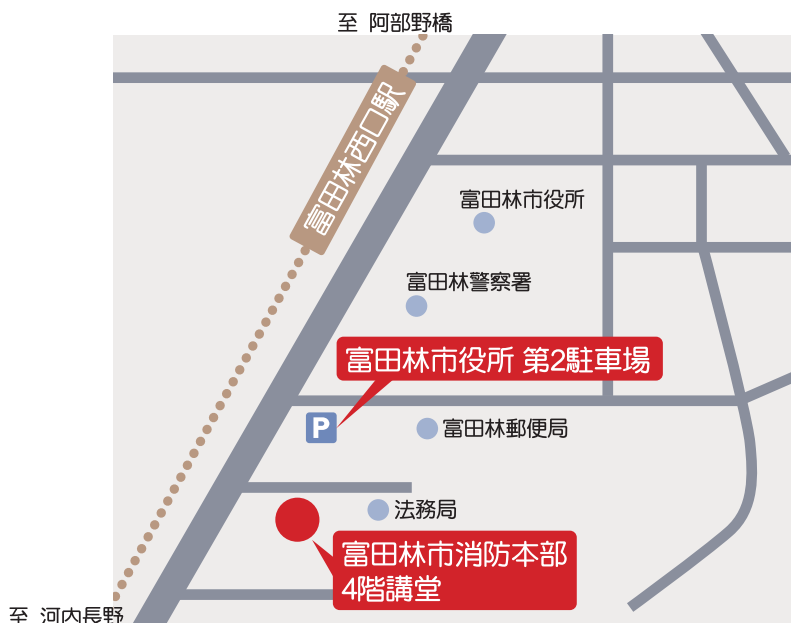 至 阿部野橋
富田林西口駅
富田林市役所
富田林警察署
富田林市役所 第2駐車場
P
富田林郵便局
法務局
富田林市消防本部
4階講堂
至 河内長野